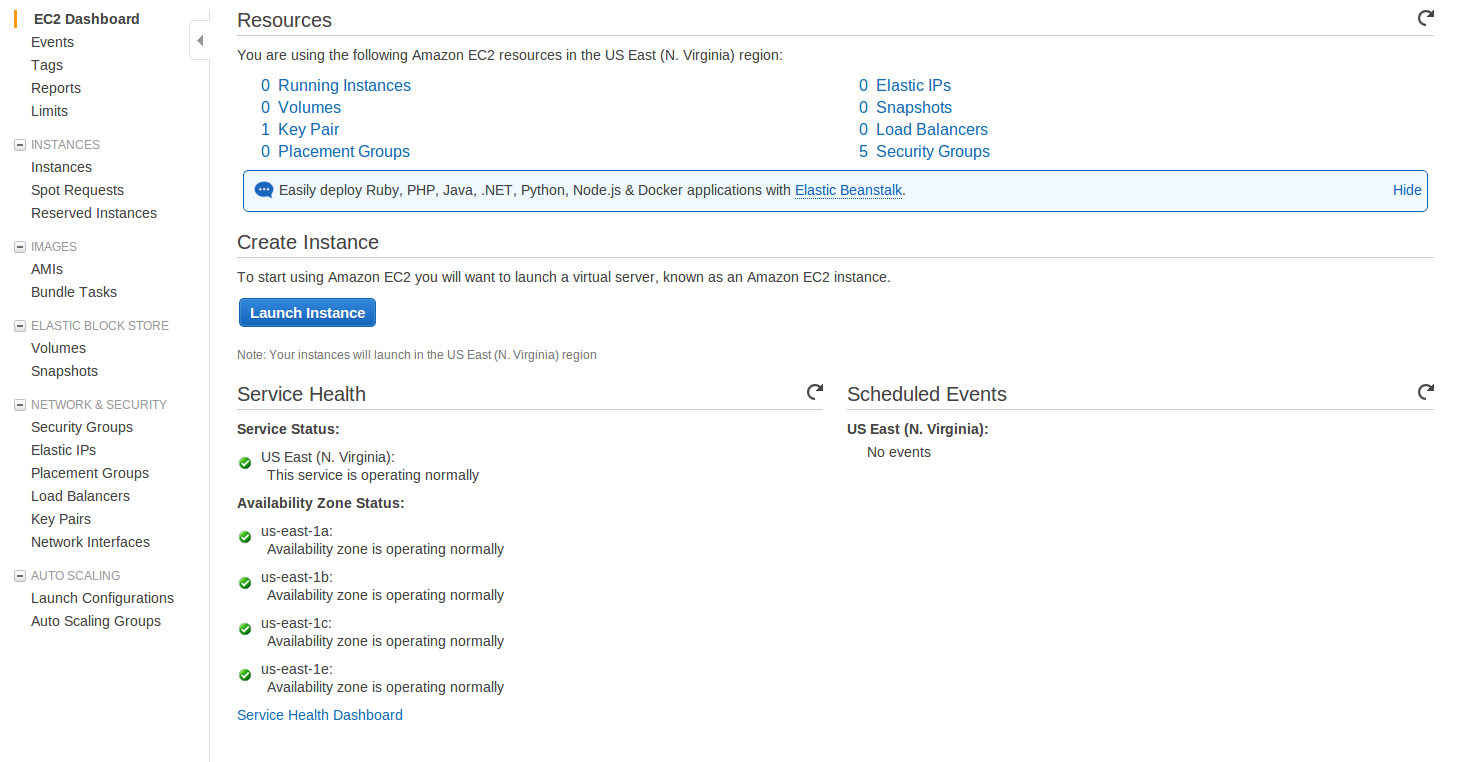 EC2 Dashboard
Events
Tags
Reports
Limits
INSTANCES
Instances
Spot Requests
Reserved Instances
IMAGES
AMIs
Bundle Tasks
ELASTIC BLOCK STORE
Volumes
Snapshots
NETWORK & SECURITY
Security Groups
Elastic IPs
Placement Groups
Load Balancers
Key Pairs
Network Interfaces
AUTO SCALING
Launch Configurations
Auto Scaling Groups
Resources
You are using the following Amazon EC2 resources in the US East (N. Virginia) region:
0 Running Instances
0 Volumes
1 Key Pair
0 Placement Groups
0 Elastic IPs
0 Snapshots
0 Load Balancers
5 Security Groups
Easily deploy Ruby, PHP, Java, .NET, Python, Node.js & Docker applications with Elastic Beanstalk.
Hide
Create Instance
To start using Amazon EC2 you will want to launch a virtual server, known as an Amazon EC2 instance.
Launch Instance
Note: Your instances will launch in the US East (N. Virginia) region
Service Health
Service Status:
US East (N. Virginia):
This service is operating normally
Availability Zone Status:
us-east-1a:
Availability zone is operating normally
us-east-1b:
Availability zone is operating normally
us-east-1c:
Availability zone is operating normally
us-east-1e:
Availability zone is operating normally
Service Health Dashboard
Scheduled Events
US East (N. Virginia):
No events